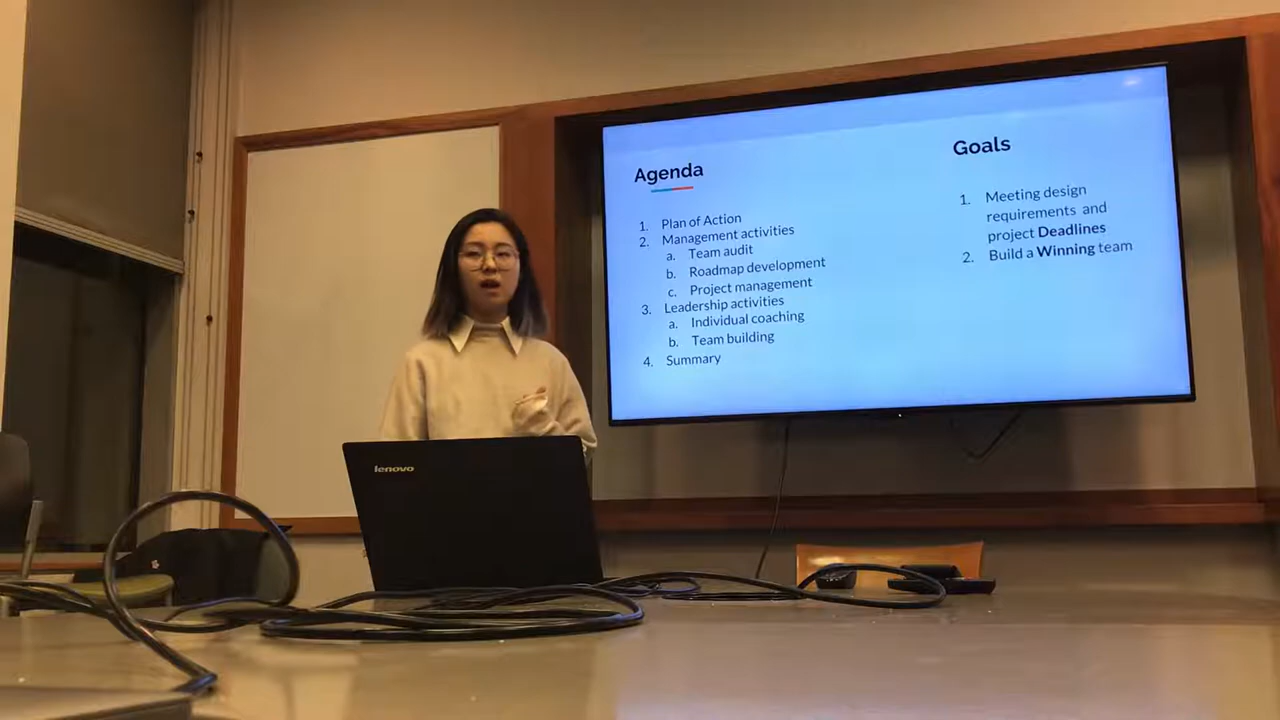 Agenda
1. Plan of Action
2. Management activities
a. Team audit
b. Roadmap development
c. Project management
3. Leadership activities
a. Individual coaching
b. Team building
4. Summary
Goals
1. Meeting design
requirements and
project Deadlines
2. Build a Winning team
lenovo